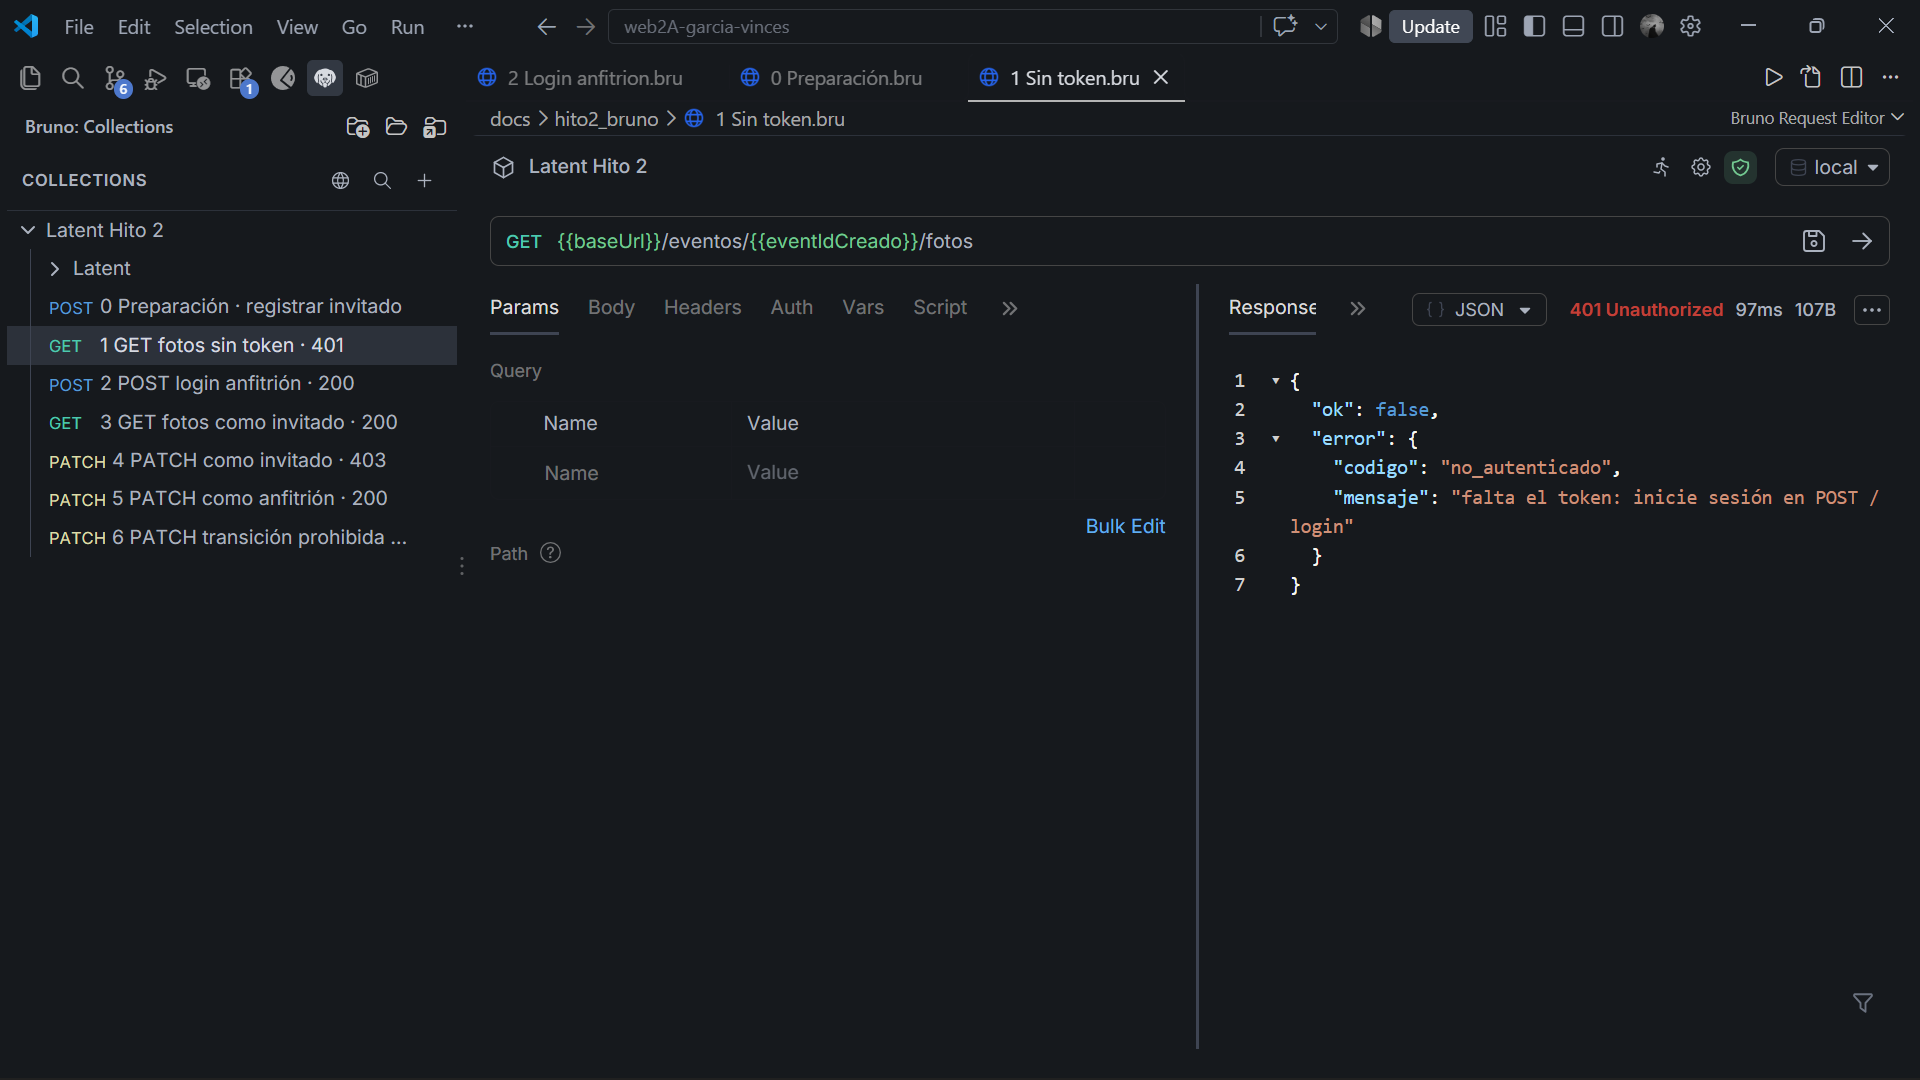 File Edit Selection View Go Run
web2A-garcia-vinces
Update
6
1
2 Login anfitrion.bru
0 Preparación.bru
1 Sin token.bru
Bruno: Collections
docs > hito2_bruno > 1 Sin token.bru
Bruno Request Editor
COLLECTIONS
Latent Hito 2
local
Latent Hito 2
Latent
POST 0 Preparación · registrar invitado
GET 1 GET fotos sin token · 401
POST 2 POST login anfitrión · 200
GET 3 GET fotos como invitado · 200
PATCH 4 PATCH como invitado · 403
PATCH 5 PATCH como anfitrión · 200
PATCH 6 PATCH transición prohibida ...
GET {{baseUrl}}/eventos/{{eventIdCreado}}/fotos
Params Body Headers Auth Vars Script
Query
Name Value
Name Value
Bulk Edit
Path ?
Response
{ } JSON
401 Unauthorized 97ms 107B
1 {
2 "ok": false,
3 "error": {
4 "codigo": "no_autenticado",
5 "mensaje": "falta el token: inicie sesión en POST /
login"
6 }
7 }